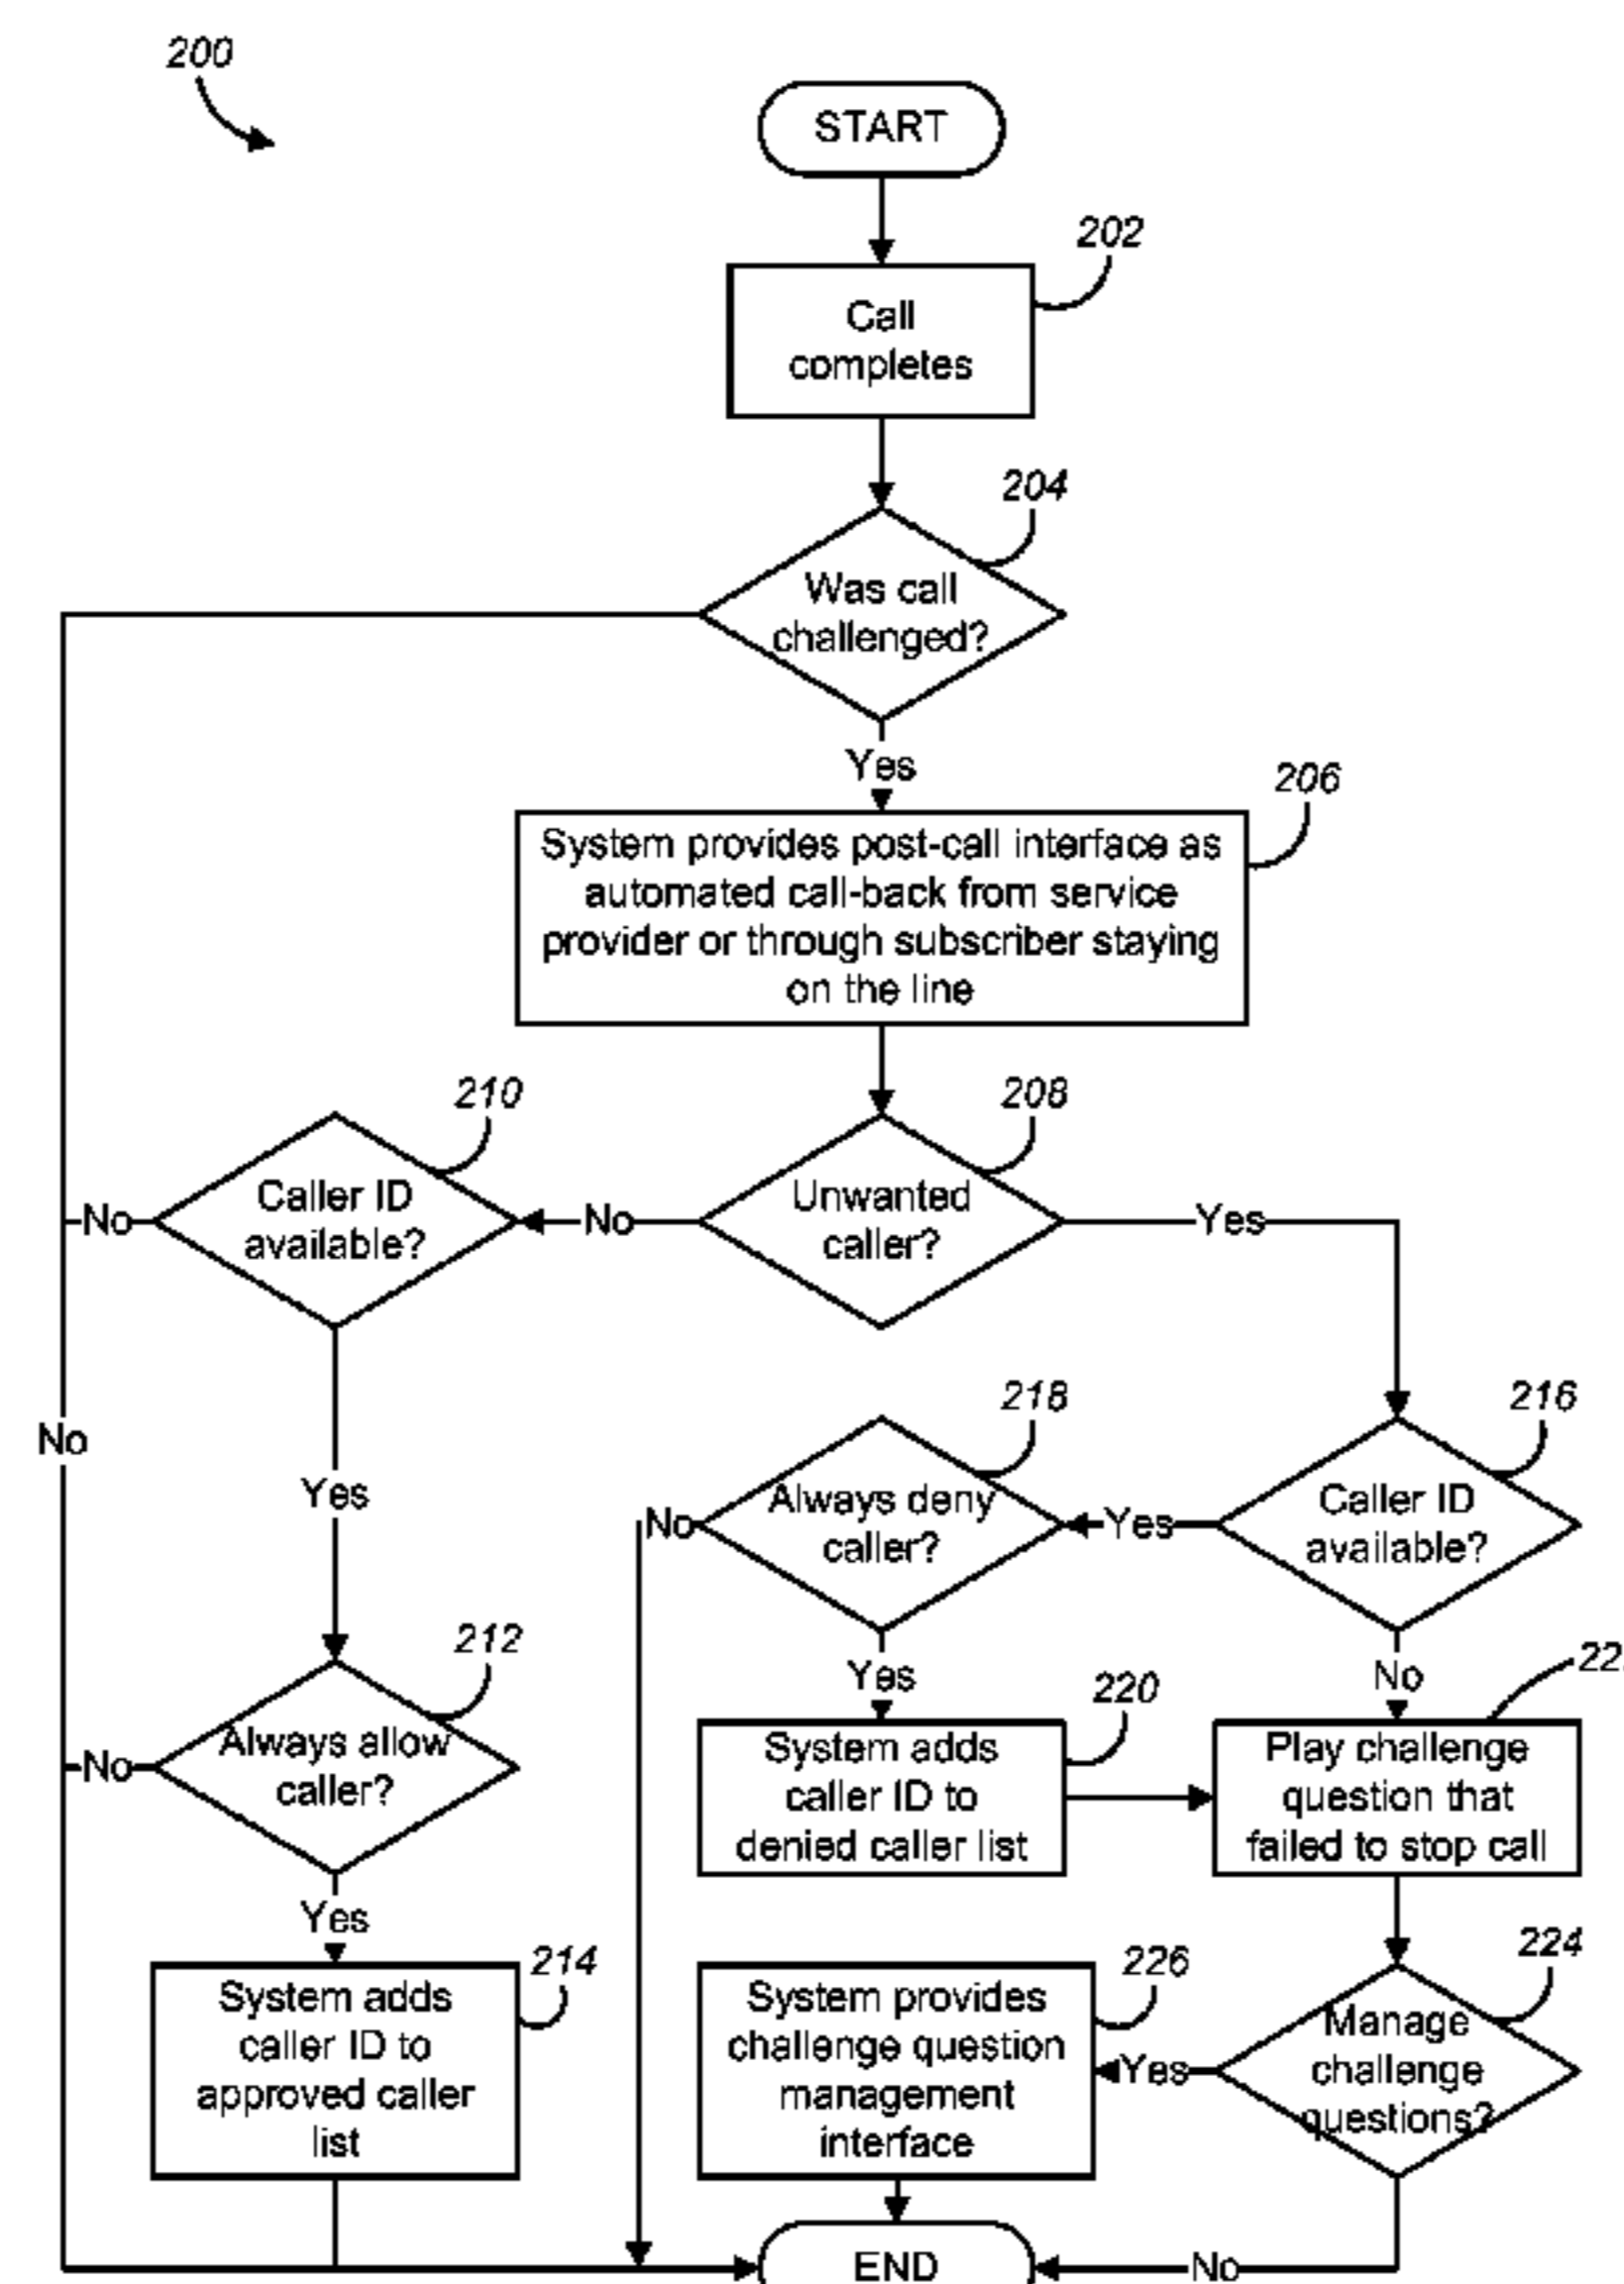 200
START
202
Call
completes
204
Was call
challenged?
Yes
206
System provides post-call interface as
automated call-back from service
provider or through subscriber staying
on the line
210
208
Caller ID
available?
Unwanted
caller?
No
No
Yes
218
216
No
Yes
Always deny
caller?
Caller ID
available?
No
Yes
212
Yes
No
220
Always allow
caller?
No
System adds
caller ID to
denied caller list
Play challenge
question that
failed to stop call
Yes
214
226
224
System adds
caller ID to
approved caller
list
System provides
challenge question
management
interface
Yes
Manage
challenge
questions?
END
No